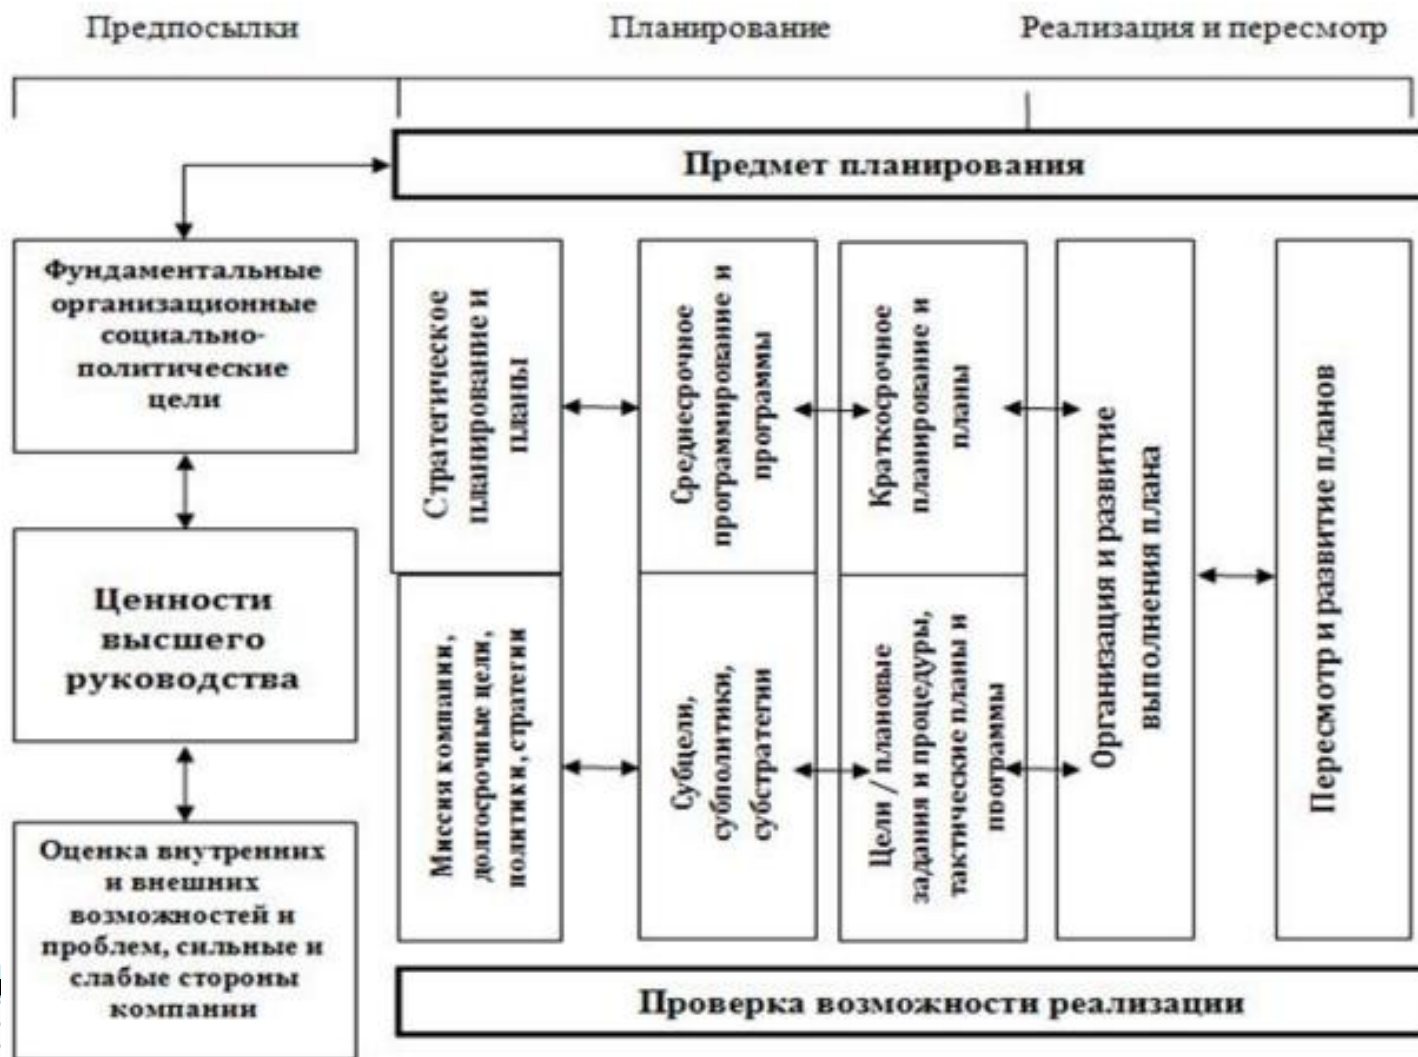 Предпосылки
Планирование
Реализация и пересмотр
Предмет планирования
Фундаментальные
организационные
социально-
политические
цели
Ценности
высшего
руководства
Оценка внутренних
и внешних
возможностей и
проблем, сильные и
слабые стороны
компании
Стратегическое
планирование и
планы
Миссия компании,
долгосрочные цели,
политики, стратегии
Среднесрочное
программирование и
программы
Субцели,
субполитики,
субстратегии
Краткосрочное
планирование и
планы
Цели / плановые
задания и процедуры,
тактические планы и
программы
Организация и развитие
выполнения плана
Пересмотр и развитие планов
Проверка возможности реализации